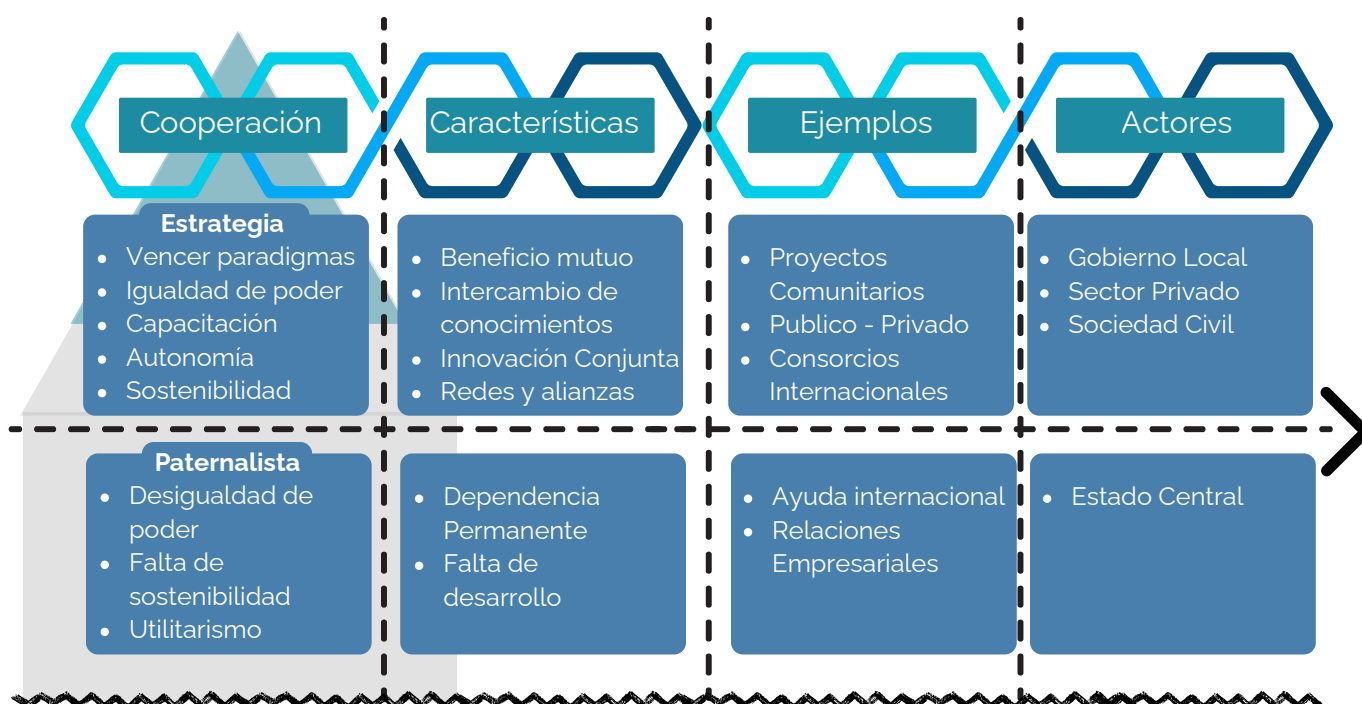 Cooperación
Características
Ejemplos
Actores
Estrategia
Vencer paradigmas
Igualdad de poder
Capacitación
Autonomía
Sostenibilidad
Beneficio mutuo
Intercambio de
conocimientos
Innovación Conjunta
Redes y alianzas
Proyectos
Comunitarios
Publico - Privado
Consorcios
Internacionales
Gobierno Local
Sector Privado
Sociedad Civil
Paternalista
Desigualdad de
poder
Falta de
sostenibilidad
Utilitarismo
Dependencia
Permanente
Falta de
desarrollo
Ayuda internacional
Relaciones
Empresariales
Estado Central